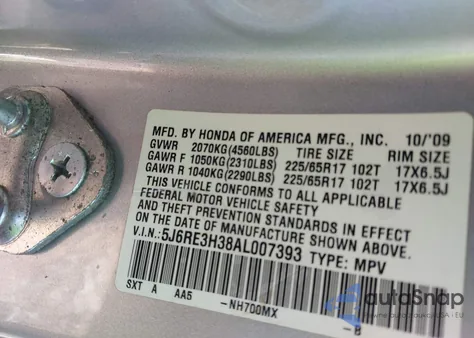 MFD. BY HONDA OF AMERICA MFG., INC. 10/'09
GVWR 2070KG(4560LBS) TIRE SIZE RIM SIZE
GAWR F 1050KG(2310LBS) 225/65R17 102T 17X6.5J
GAWR R 1040KG(2290LBS) 225/65R17 102T 17X6.5J
THIS VEHICLE CONFORMS TO ALL APPLICABLE
FEDERAL MOTOR VEHICLE SAFETY
STANDARDS IN EFFECT
ON THE DATE OF MANUFACTURE SHOWN ABOVE.
V.I.N.:5J6RE3H38AL007393 TYPE: MPV
SXT A AA5 -NH700MX -B
autoSnap